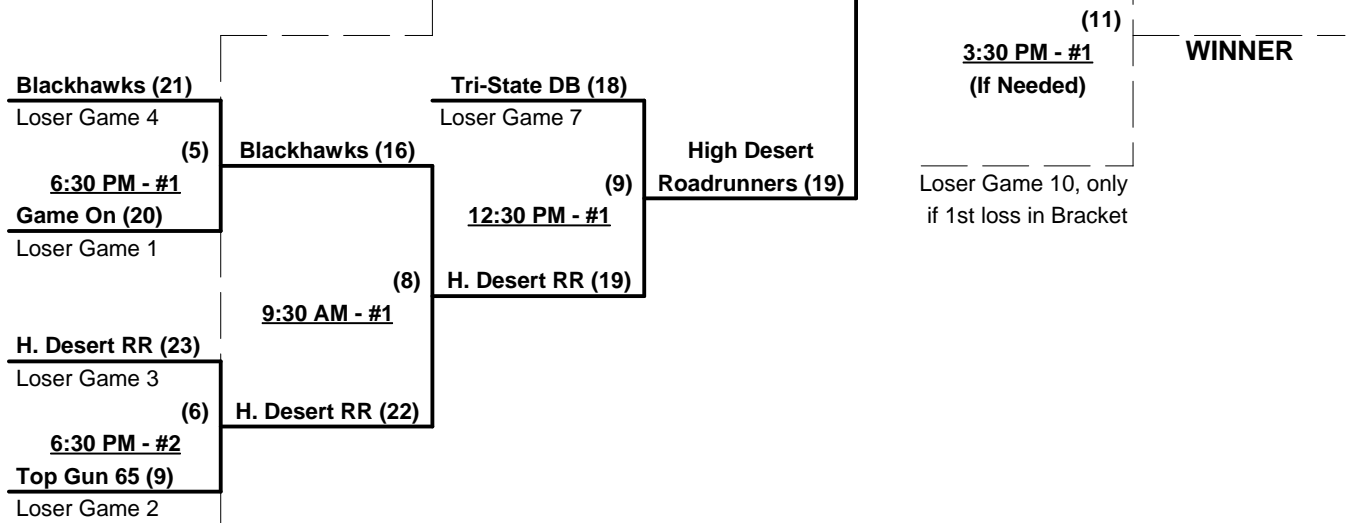 (11)
3:30 PM - #1
WINNER
(If Needed)
Blackhawks (21)
Loser Game 4
Tri-State DB (18)
Loser Game 7
(5)
Blackhawks (16)
High Desert
6:30 PM - #1
(9)
Roadrunners (19)
Loser Game 10, only
if 1st loss in Bracket
Game On (20)
12:30 PM - #1
Loser Game 1
(8)
H. Desert RR (19)
9:30 AM - #1
H. Desert RR (23)
Loser Game 3
(6)
H. Desert RR (22)
6:30 PM - #2
Top Gun 65 (9)
Loser Game 2